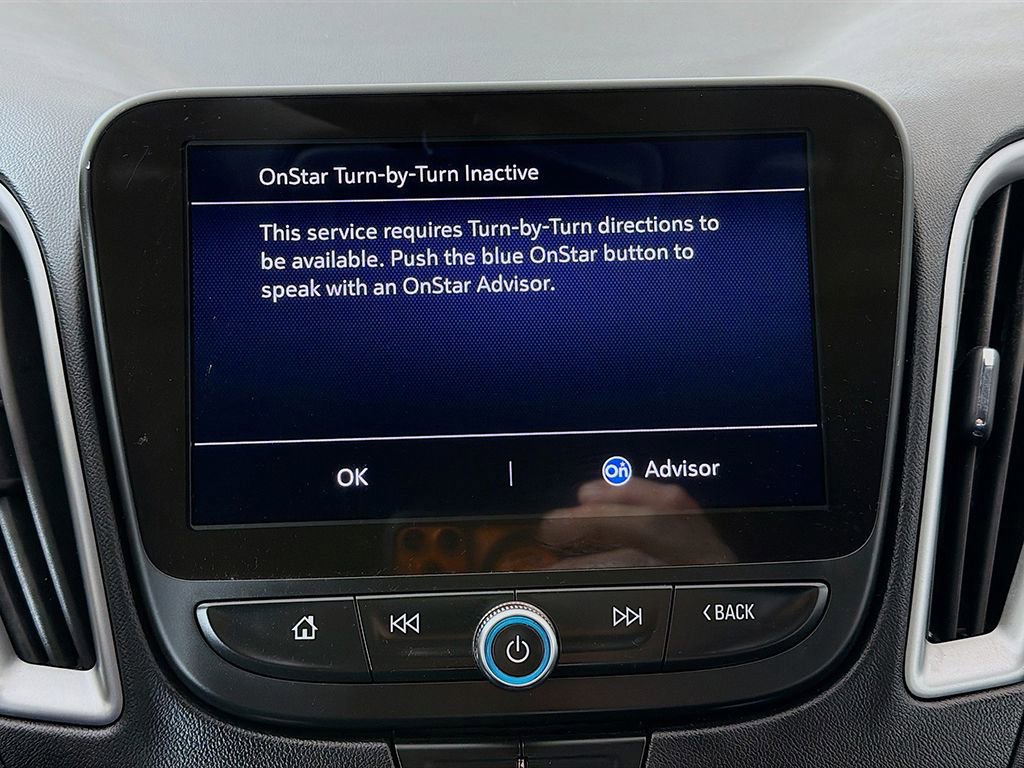 OnStar Turn-by-Turn Inactive
This service requires Turn-by-Turn directions to
be available. Push the blue OnStar button to
speak with an OnStar Advisor.
OK | On Advisor
BACK